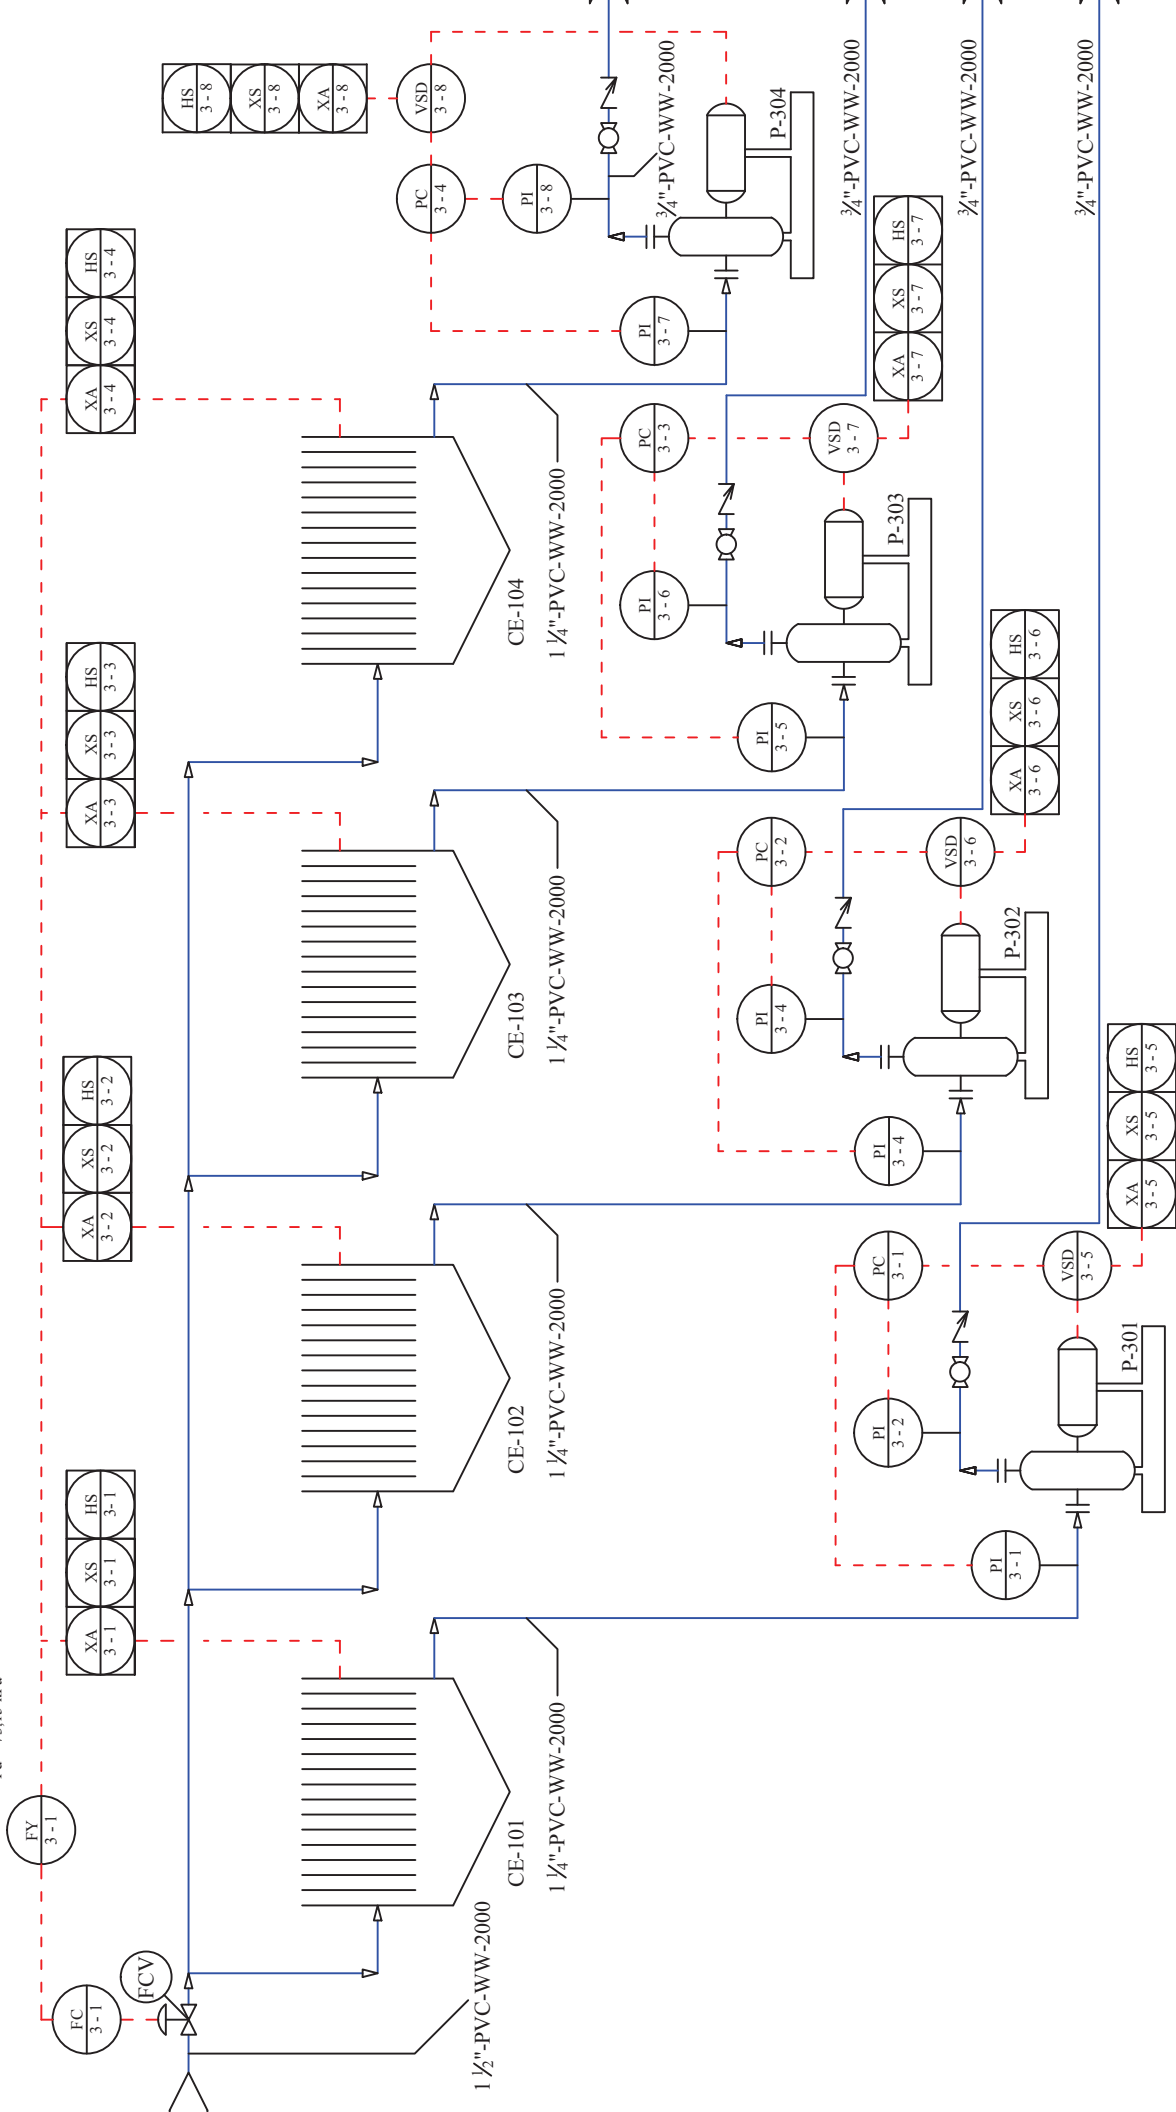 HS
3 - 8
XS
3 - 8
XA
3 - 8
VSD
3 - 8
PC
3 - 4
PI
3 - 8
3/4"-PVC-WW-2000
P-304
PI
3 - 7
HS
3 - 4
XS
3 - 4
XA
3 - 4
CE-104
1 1/4"-PVC-WW-2000
3/4"-PVC-WW-2000
3/4"-PVC-WW-2000
3/4"-PVC-WW-2000
HS
3 - 7
XS
3 - 7
XA
3 - 7
PC
3 - 3
VSD
3 - 7
PI
3 - 6
P-303
PI
3 - 5
HS
3 - 3
XS
3 - 3
XA
3 - 3
CE-103
1 1/4"-PVC-WW-2000
HS
3 - 6
XS
3 - 6
XA
3 - 6
PC
3 - 2
VSD
3 - 6
PI
3 - 4
P-302
PI
3 - 4
HS
3 - 2
XS
3 - 2
XA
3 - 2
CE-102
1 1/4"-PVC-WW-2000
HS
3 - 5
XS
3 - 5
XA
3 - 5
PC
3 - 1
VSD
3 - 5
PI
3 - 2
P-301
PI
3 - 1
HS
3 - 1
XS
3 - 1
XA
3 - 1
CE-101
1 1/4"-PVC-WW-2000
FY
3 - 1
FC
3 - 1
FCV
1 1/2"-PVC-WW-2000